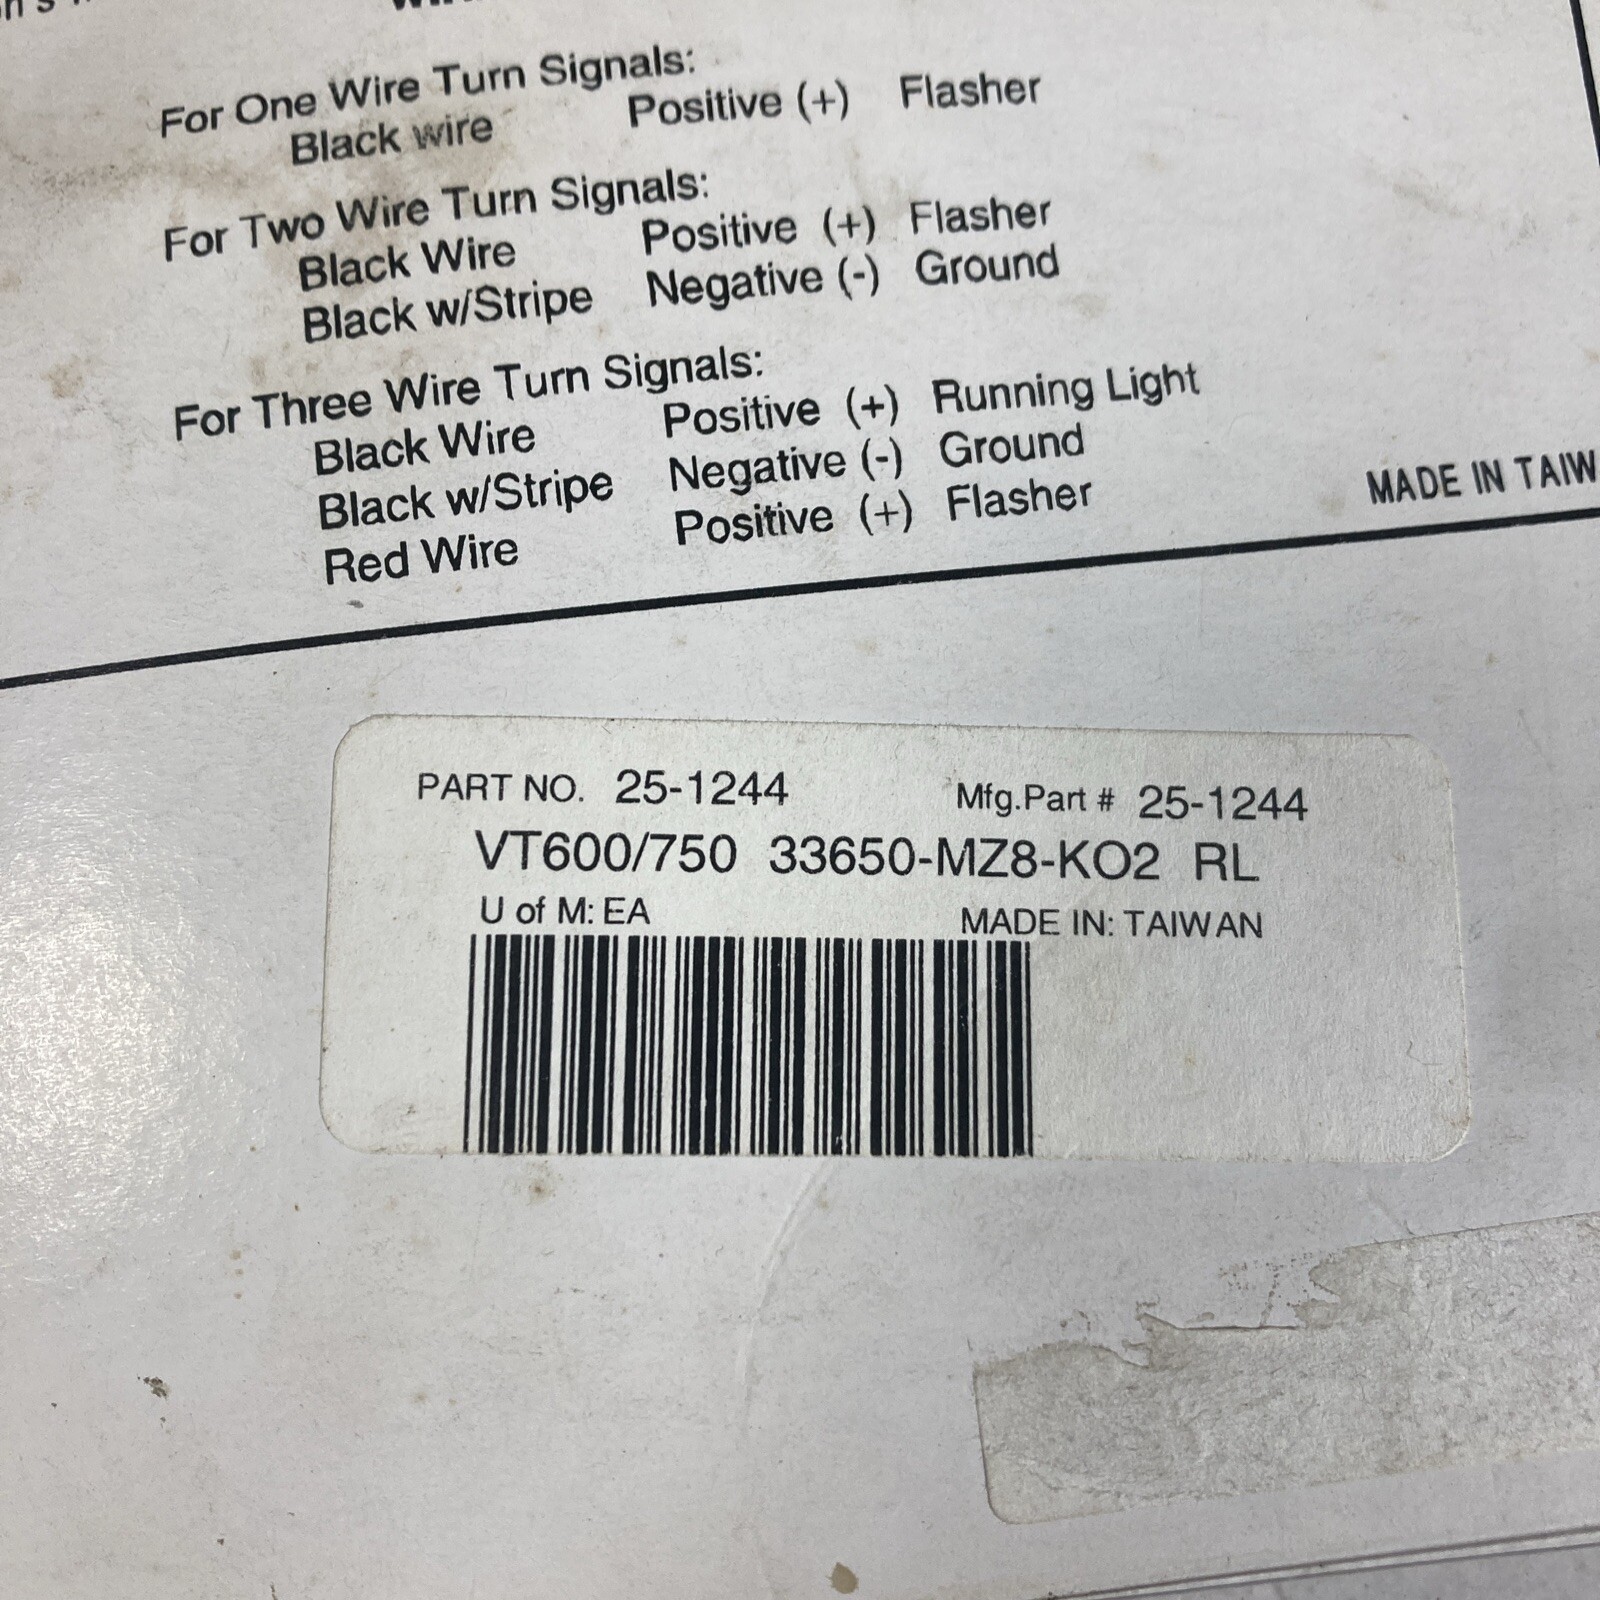 For One Wire Turn Signals:
Black wire Positive (+) Flasher
For Two Wire Turn Signals:
Black Wire Positive (+) Flasher
Black w/Stripe Negative (-) Ground
For Three Wire Turn Signals:
Black Wire Positive (+) Running Light
Black w/Stripe Negative (-) Ground
Red Wire Positive (+) Flasher
MADE IN TAIW
PART NO. 25-1244 Mfg.Part # 25-1244
VT600/750 33650-MZ8-KO2 RL
U of M: EA MADE IN: TAIWAN